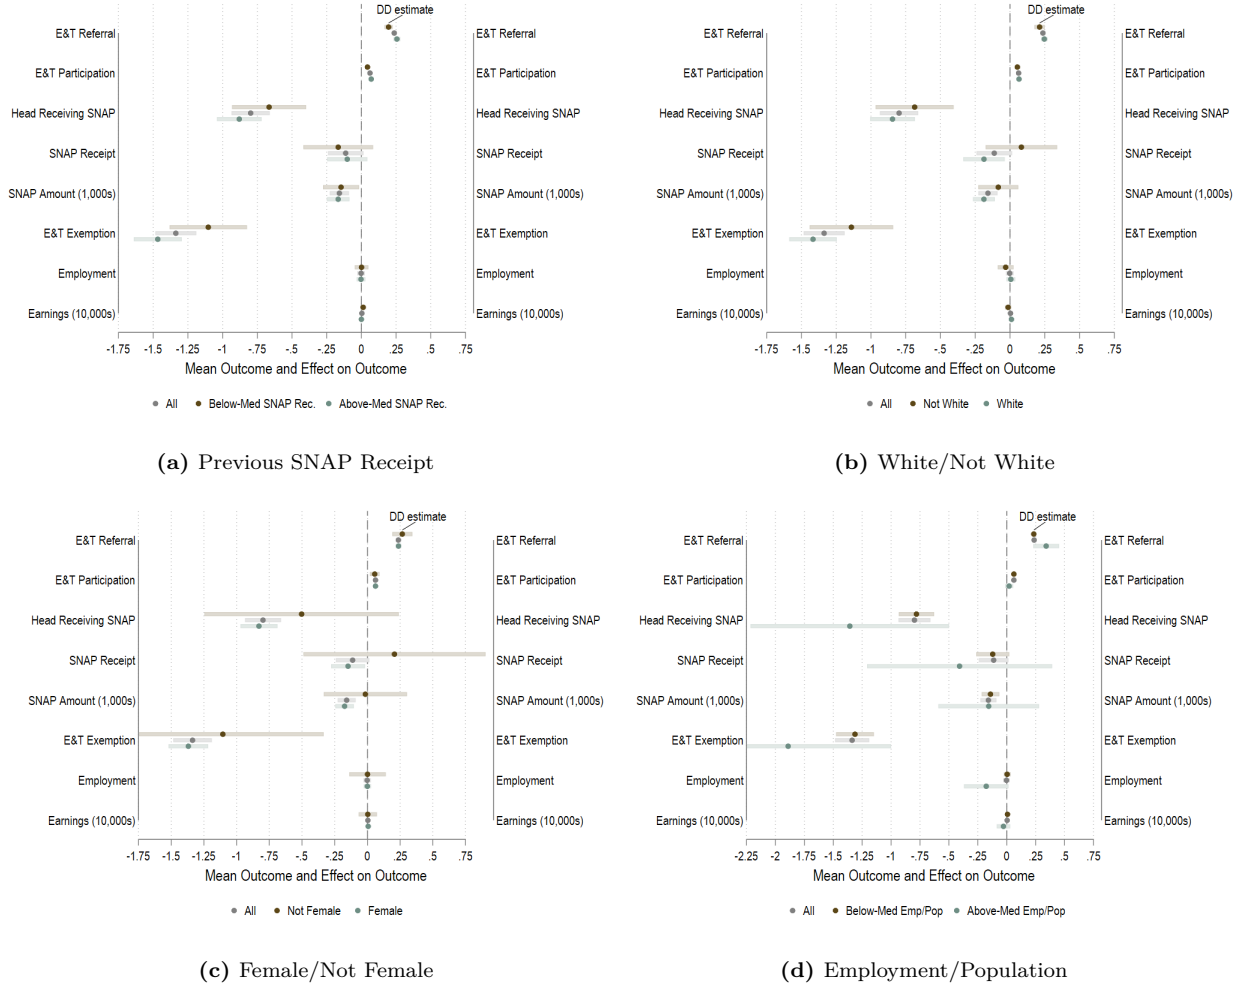 DD estimate
E&T Referral
E&T Referral
E&T Participation
E&T Participation
Head Receiving SNAP
Head Receiving SNAP
SNAP Receipt
SNAP Receipt
SNAP Amount (1,000s)
SNAP Amount (1,000s)
E&T Exemption
E&T Exemption
Employment
Employment
Earnings (10,000s)
Earnings (10,000s)
-1.75 -1.5 -1.25 -1 -.75 -.5 -.25 0 .25 .5 .75
Mean Outcome and Effect on Outcome
All Below-Med SNAP Rec. Above-Med SNAP Rec.
(a) Previous SNAP Receipt
DD estimate
E&T Referral
E&T Referral
E&T Participation
E&T Participation
Head Receiving SNAP
Head Receiving SNAP
SNAP Receipt
SNAP Receipt
SNAP Amount (1,000s)
SNAP Amount (1,000s)
E&T Exemption
E&T Exemption
Employment
Employment
Earnings (10,000s)
Earnings (10,000s)
-1.75 -1.5 -1.25 -1 -.75 -.5 -.25 0 .25 .5 .75
Mean Outcome and Effect on Outcome
All Not White White
(b) White/Not White
DD estimate
E&T Referral
E&T Referral
E&T Participation
E&T Participation
Head Receiving SNAP
Head Receiving SNAP
SNAP Receipt
SNAP Receipt
SNAP Amount (1,000s)
SNAP Amount (1,000s)
E&T Exemption
E&T Exemption
Employment
Employment
Earnings (10,000s)
Earnings (10,000s)
-1.75 -1.5 -1.25 -1 -.75 -.5 -.25 0 .25 .5 .75
Mean Outcome and Effect on Outcome
All Not Female Female
(c) Female/Not Female
DD estimate
E&T Referral
E&T Referral
E&T Participation
E&T Participation
Head Receiving SNAP
Head Receiving SNAP
SNAP Receipt
SNAP Receipt
SNAP Amount (1,000s)
SNAP Amount (1,000s)
E&T Exemption
E&T Exemption
Employment
Employment
Earnings (10,000s)
Earnings (10,000s)
-2.25 -2 -1.75 -1.5 -1.25 -1 -.75 -.5 -.25 0 .25 .5 .75
Mean Outcome and Effect on Outcome
All Below-Med Emp/Pop Above-Med Emp/Pop
(d) Employment/Population